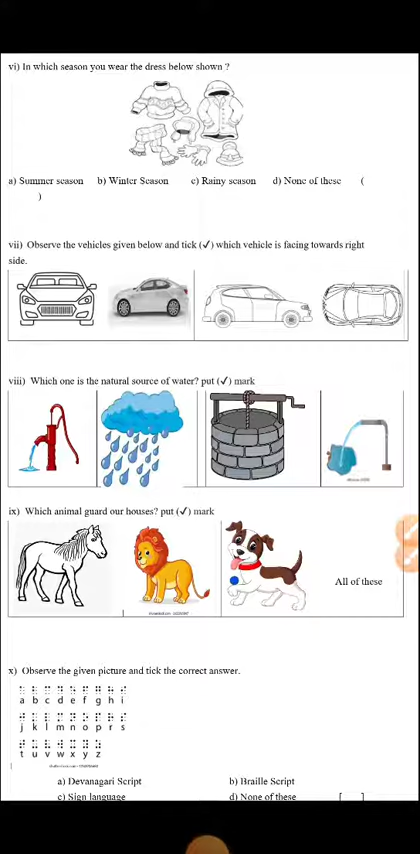 vi) In which season you wear the dress below shown ?
a) Summer season b) Winter Season c) Rainy season d) None of these (
)
vii) Observe the vehicles given below and tick (✓) which vehicle is facing towards right
side.
viii) Which one is the natural source of water? put (✓) mark
ix) Which animal guard our houses? put (✓) mark
All of these
x) Observe the given picture and tick the correct answer.
a b c d e f g h i
j k l m n o p r s
t u v w x y z
a) Devanagari Script b) Braille Script
c) Sign language d) None of these [ ]